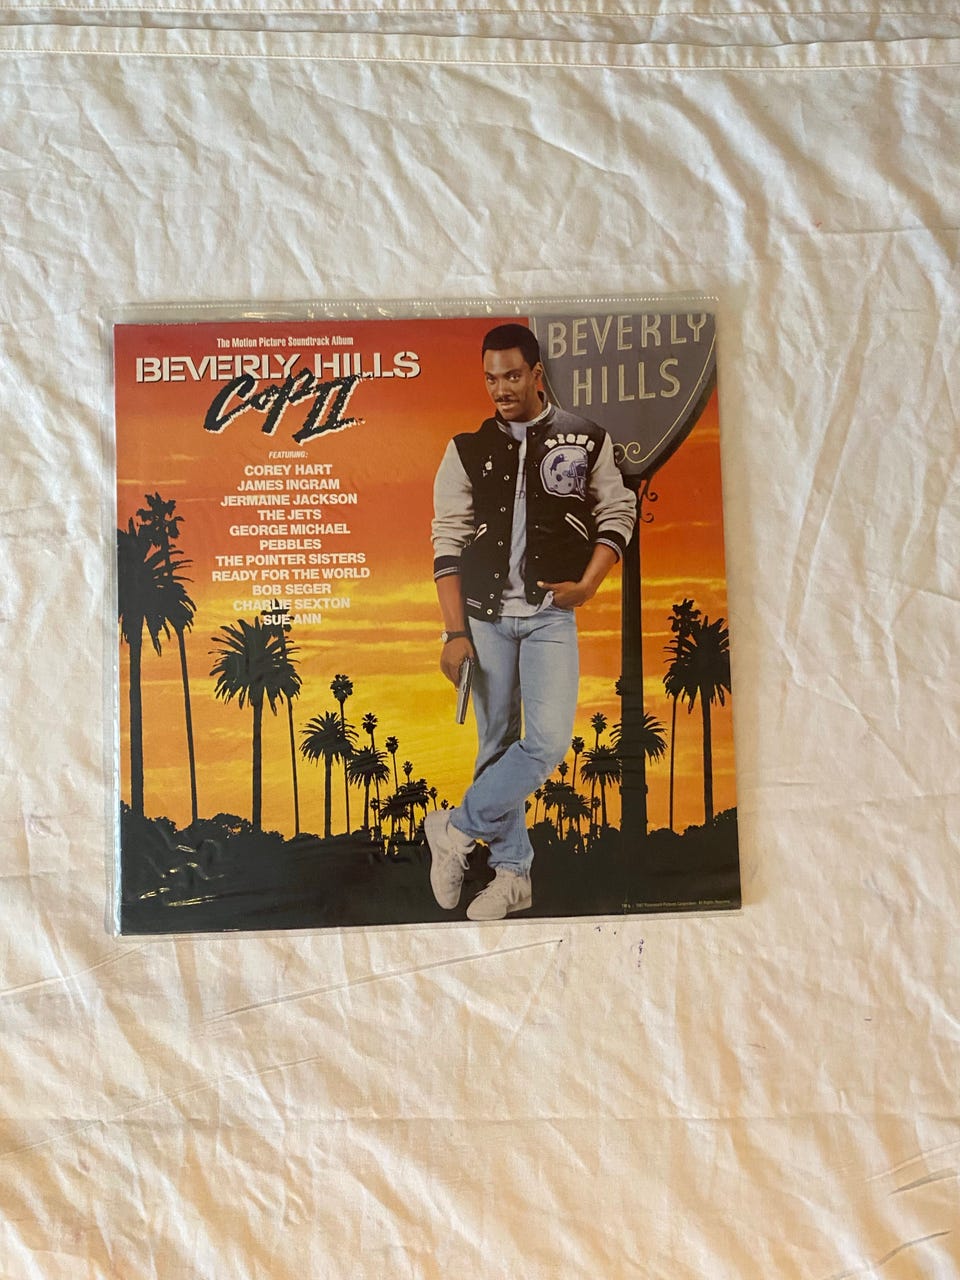 The Motion Picture Soundtrack Album
BEVERLY HILLS
Cop II
FEATURING:
COREY HART
JAMES INGRAM
JERMAINE JACKSON
THE JETS
GEORGE MICHAEL
PEBBLES
THE POINTER SISTERS
READY FOR THE WORLD
BOB SEGER
CHARLIE SEXTON
SUE ANN
BEVERLY
HILLS
Lions